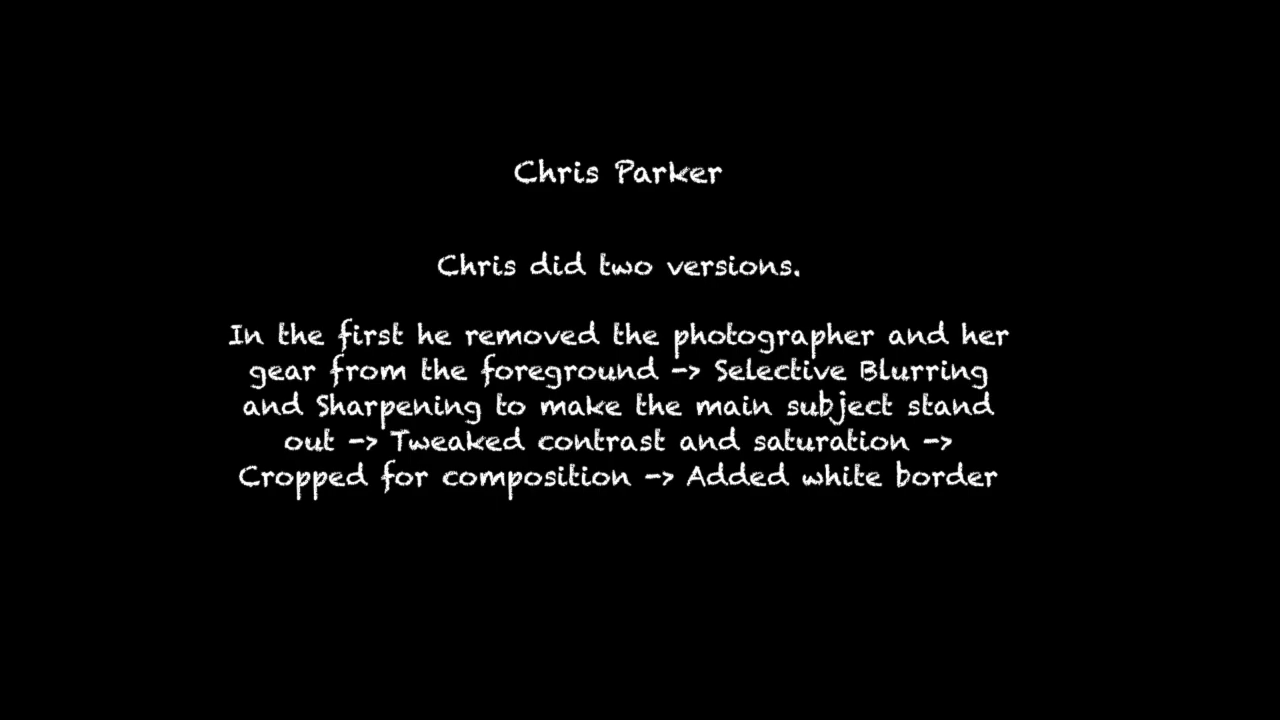 Chris Parker
Chris did two versions.
In the first he removed the photographer and her
gear from the foreground -> Selective Blurring
and Sharpening to make the main subject stand
out -> Tweaked contrast and saturation ->
Cropped for composition -> Added white border